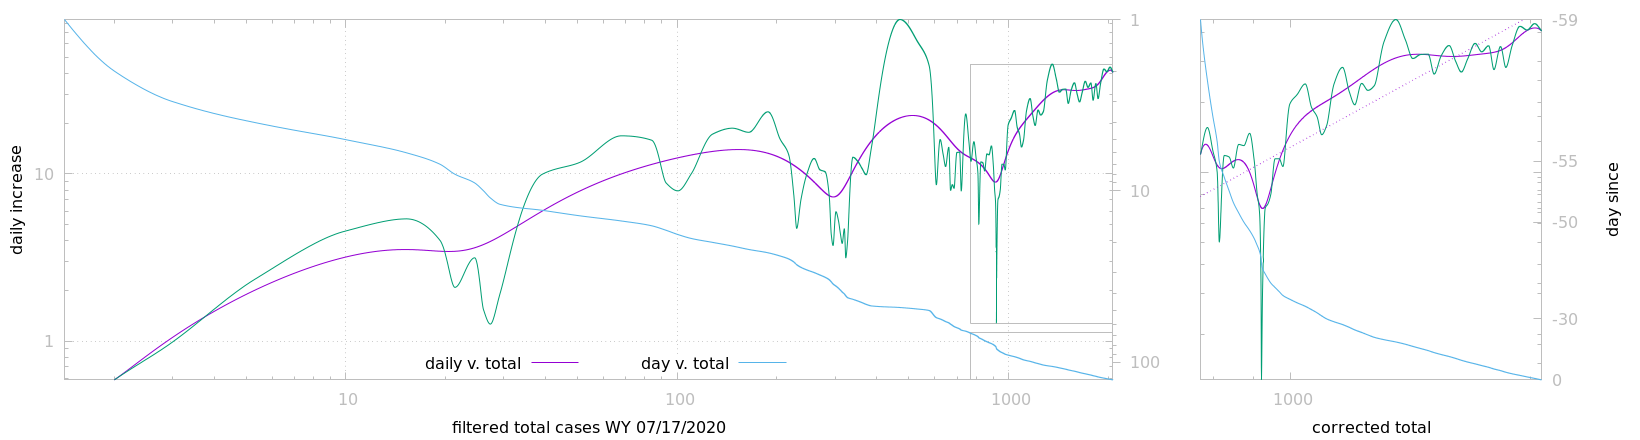 daily increase
10
1
daily v. total
day v. total
10
100
1000
filtered total cases WY 07/17/2020
1
10
100
1000
corrected total
-59
-55
-50
-30
0
day since